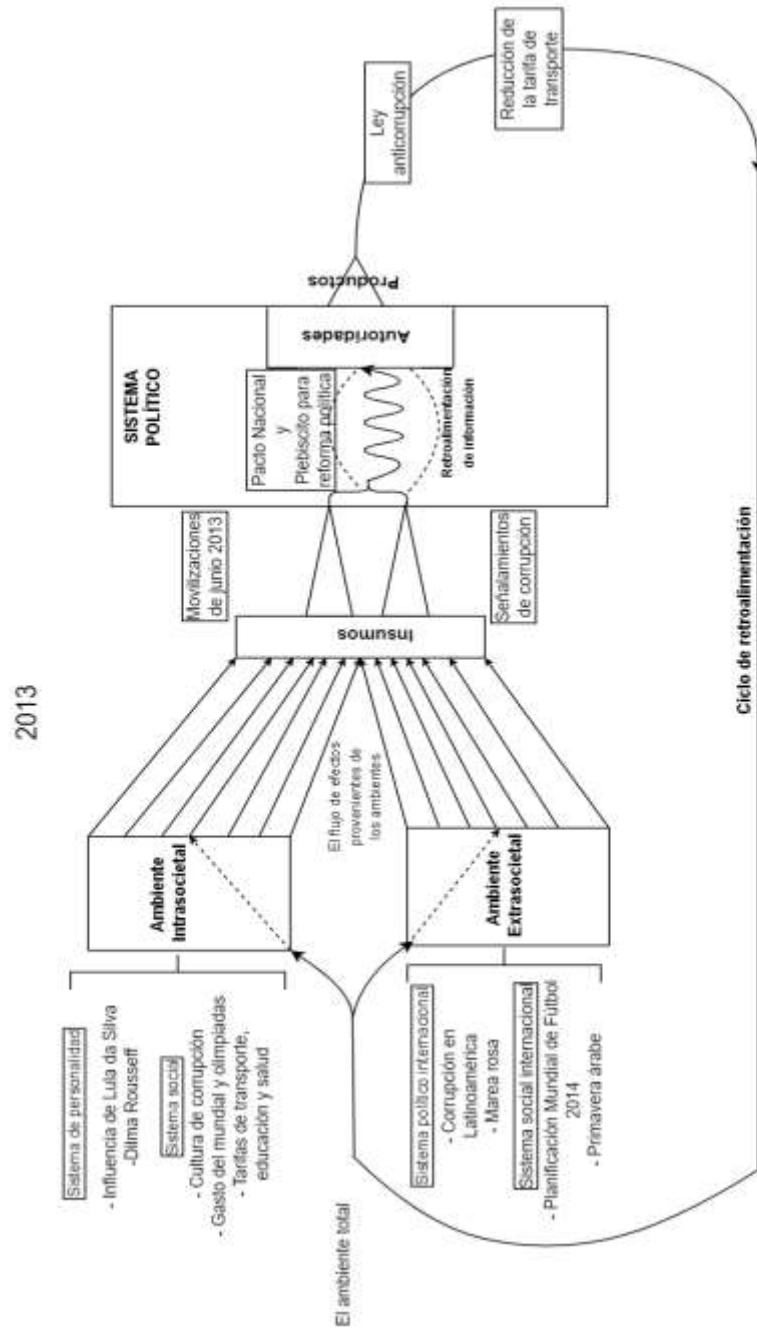 2013
Sistema de personalidad
- Influencia de Lula da Silva
-Dilma Rousseff
Sistema social
- Cultura de corrupción
- Gasto del mundial y olimpiadas
- Tarifas de transporte,
educación y salud
El ambiente total
Sistema político internacional
- Corrupción en
Latinoamérica
- Marea rosa
Sistema social internacional
- Planificación Mundial de Fútbol
2014
- Primavera árabe
Ambiente
Intrasocietal
Ambiente
Extrasocietal
El flujo de efectos
provenientes de
los ambientes
Insumos
Movilizaciones
de junio 2013
Señalamientos
de corrupción
SISTEMA
POLÍTICO
Pacto Nacional
y
Plebiscito para
reforma política
Retroalimentación
de información
Autoridades
Productos
Ley
anticorrupción
Reducción de
la tarifa de
transporte
Ciclo de retroalimentación